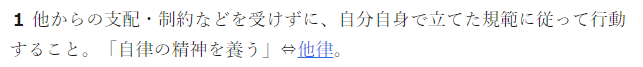 1 他からの支配・制約などを受けずに、自分自身で立てた規範に従って行動
すること。「自律の精神を養う」⇔他律。